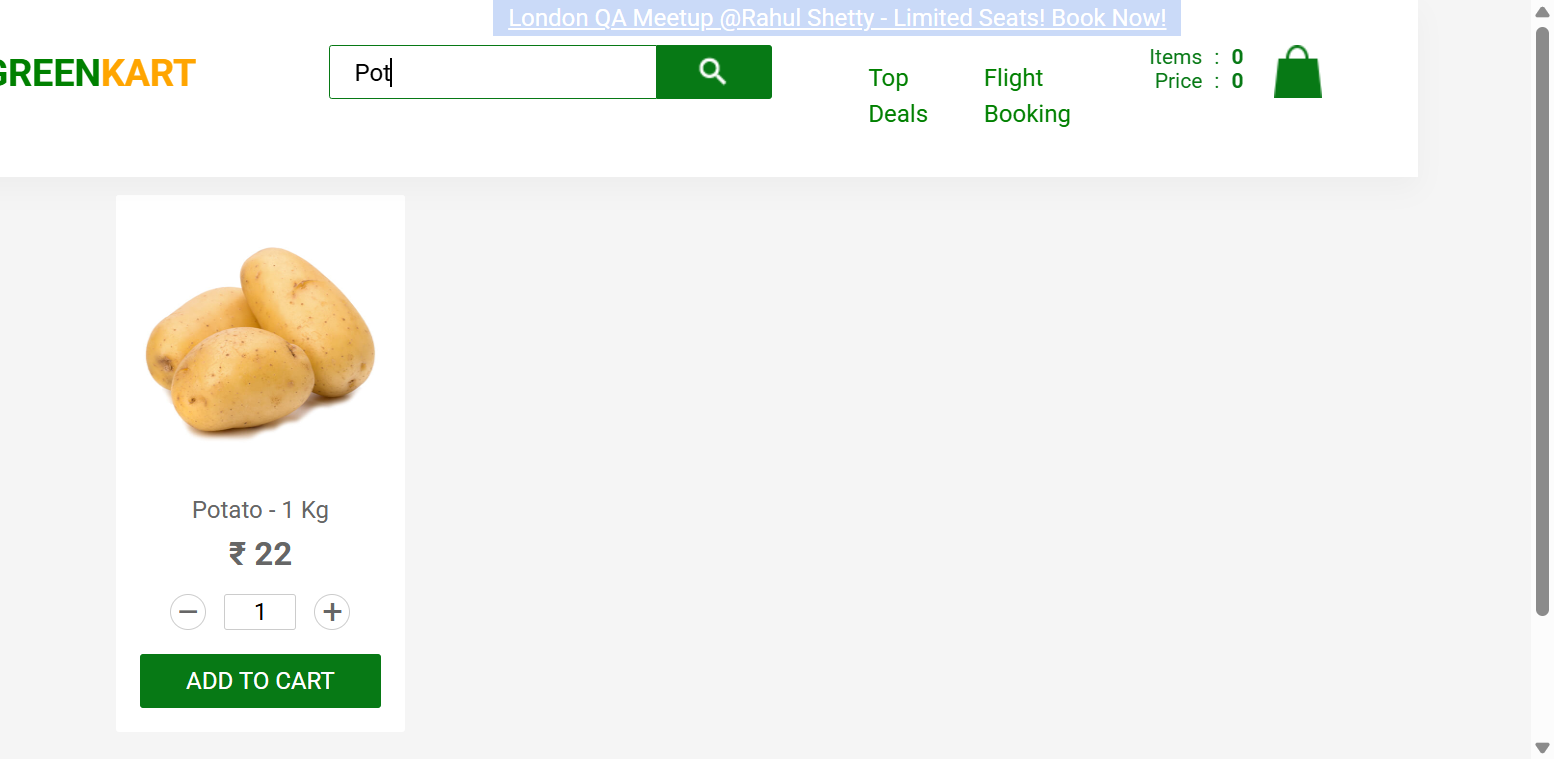 London QA Meetup @Rahul Shetty - Limited Seats! Book Now!
GREENKART
Pot
Top
Deals
Flight
Booking
Items : 0
Price : 0
Potato - 1 Kg
₹ 22
− 1 +
ADD TO CART